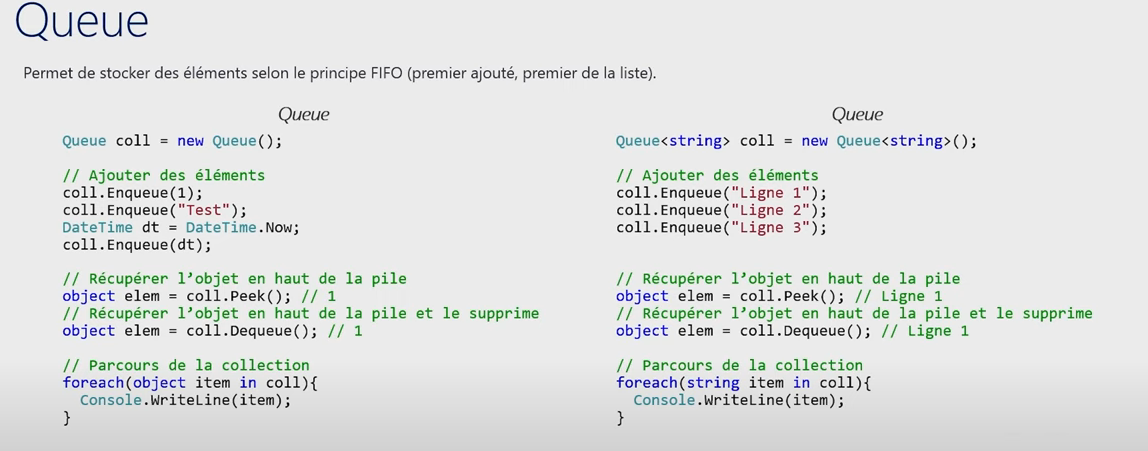 Queue
Permet de stocker des éléments selon le principe FIFO (premier ajouté, premier de la liste).
Queue
Queue coll = new Queue();
// Ajouter des éléments
coll.Enqueue(1);
coll.Enqueue("Test");
DateTime dt = DateTime.Now;
coll.Enqueue(dt);
// Récupérer l’objet en haut de la pile
object elem = coll.Peek(); // 1
// Récupérer l’objet en haut de la pile et le supprime
object elem = coll.Dequeue(); // 1
// Parcours de la collection
foreach(object item in coll){
Console.WriteLine(item);
}
Queue
Queue<string> coll = new Queue<string>();
// Ajouter des éléments
coll.Enqueue("Ligne 1");
coll.Enqueue("Ligne 2");
coll.Enqueue("Ligne 3");
// Récupérer l’objet en haut de la pile
object elem = coll.Peek(); // Ligne 1
// Récupérer l’objet en haut de la pile et le supprime
object elem = coll.Dequeue(); // Ligne 1
// Parcours de la collection
foreach(string item in coll){
Console.WriteLine(item);
}